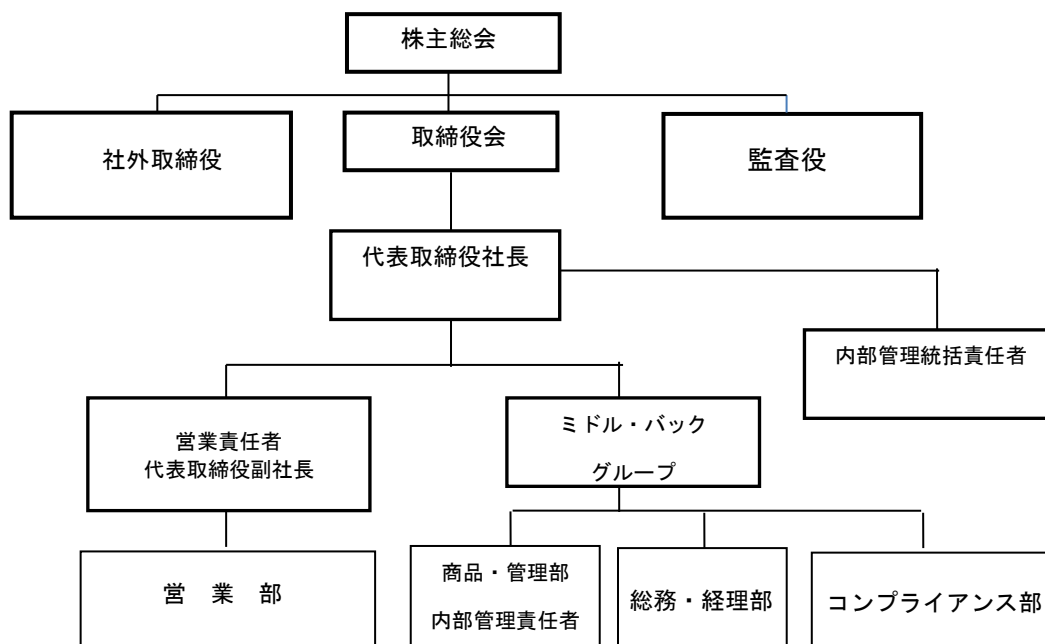 株主総会
社外取締役
取締役会
監査役
代表取締役社長
内部管理統括責任者
営業責任者
代表取締役副社長
ミドル・バック
グループ
営　業　部
商品・管理部
内部管理責任者
総務・経理部
コンプライアンス部